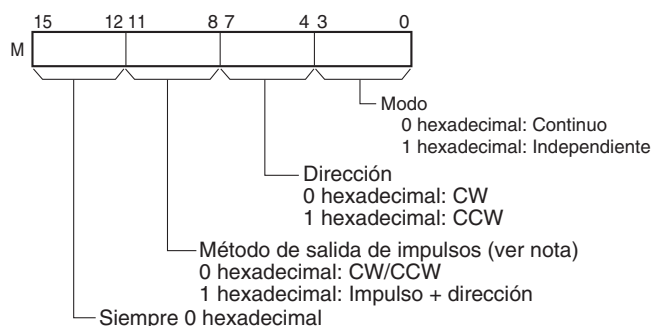 15 12 11 8 7 4 3 0
M
Modo
0 hexadecimal: Continuo
1 hexadecimal: Independiente
Dirección
0 hexadecimal: CW
1 hexadecimal: CCW
Método de salida de impulsos (ver nota)
0 hexadecimal: CW/CCW
1 hexadecimal: Impulso + dirección
Siempre 0 hexadecimal